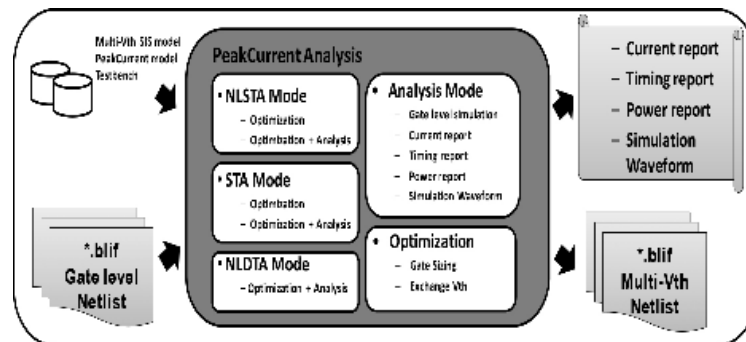 Multi-Vth SIS model
PeakCurrent model
Testbench
*.blif
Gate level
Netlist
PeakCurrent Analysis
• NLSTA Mode
– Optimization
– Optimization + Analysis
• STA Mode
– Optimization
– Optimization + Analysis
• NLDTA Mode
– Optimization + Analysis
• Analysis Mode
– Gate level simulation
– Current report
– Timing report
– Power report
– Simulation Waveform
• Optimization
– Gate Sizing
– Exchange Vth
– Current report
– Timing report
– Power report
– Simulation
Waveform
*.blif
Multi-Vth
Netlist